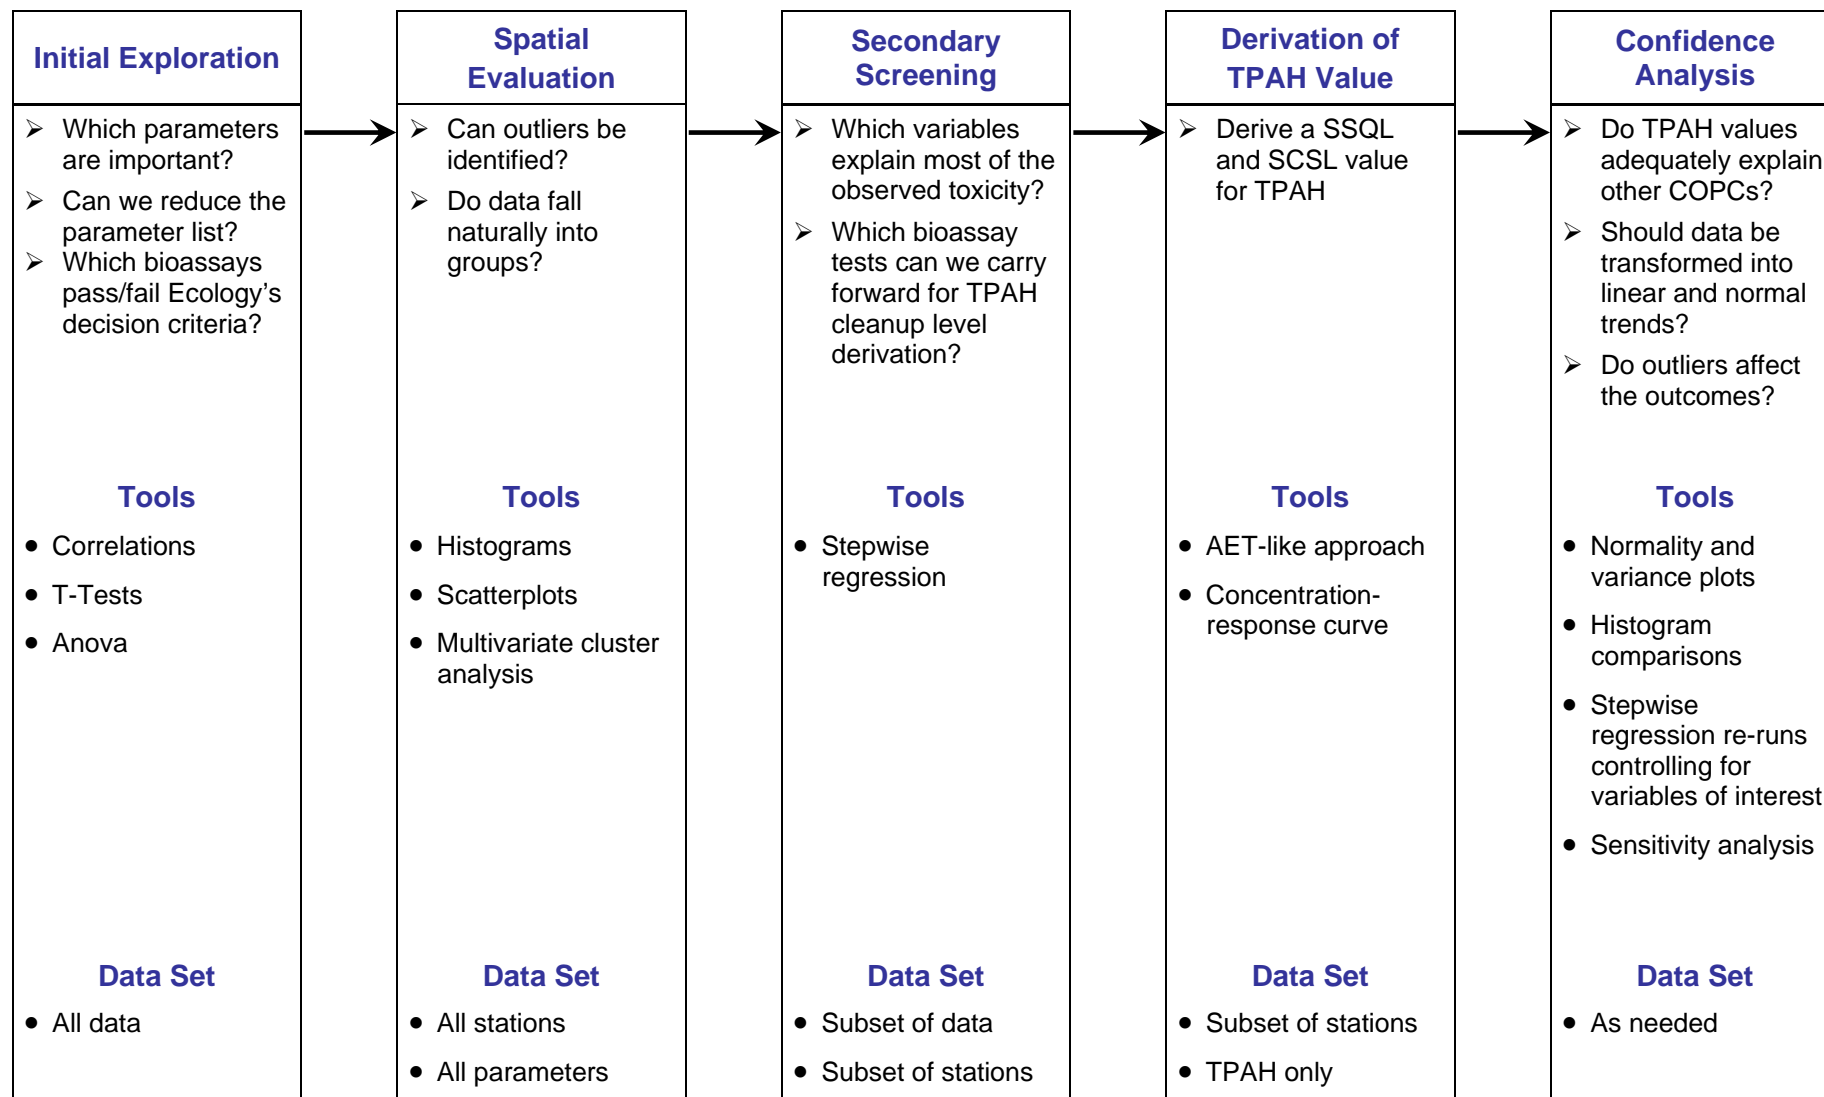 Initial Exploration
➢ Which parameters
are important?
➢ Can we reduce the
parameter list?
➢ Which bioassays
pass/fail Ecology’s
decision criteria?
Tools
• Correlations
• T-Tests
• Anova
Data Set
• All data
Spatial
Evaluation
➢ Can outliers be
identified?
➢ Do data fall
naturally into
groups?
Tools
• Histograms
• Scatterplots
• Multivariate cluster
analysis
Data Set
• All stations
• All parameters
Secondary
Screening
➢ Which variables
explain most of the
observed toxicity?
➢ Which bioassay
tests can we carry
forward for TPAH
cleanup level
derivation?
Tools
• Stepwise
regression
Data Set
• Subset of data
• Subset of stations
Derivation of
TPAH Value
➢ Derive a SSQL
and SCSL value
for TPAH
Tools
• AET-like approach
• Concentration-
response curve
Data Set
• Subset of stations
• TPAH only
Confidence
Analysis
➢ Do TPAH values
adequately explain
other COPCs?
➢ Should data be
transformed into
linear and normal
trends?
➢ Do outliers affect
the outcomes?
Tools
• Normality and
variance plots
• Histogram
comparisons
• Stepwise
regression re-runs
controlling for
variables of interest
• Sensitivity analysis
Data Set
• As needed